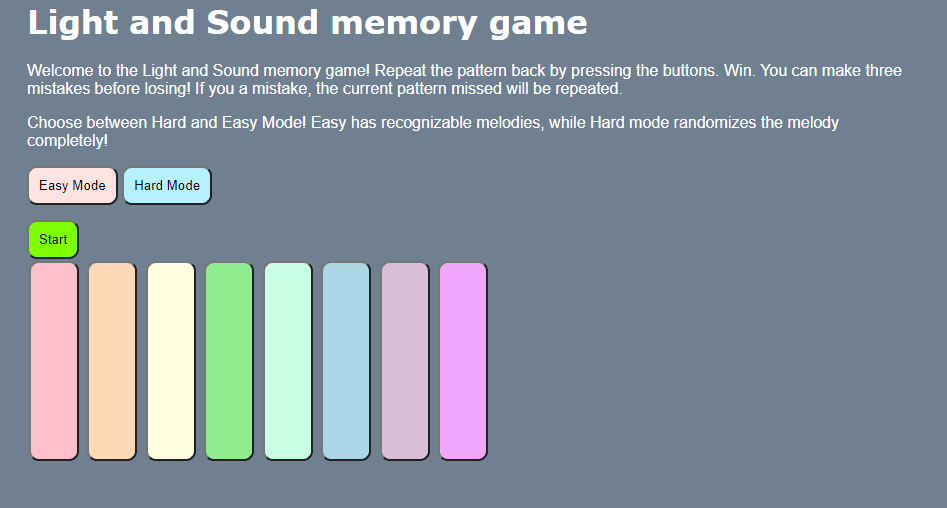 Light and Sound memory game
Welcome to the Light and Sound memory game! Repeat the pattern back by pressing the buttons. Win. You can make three
mistakes before losing! If you a mistake, the current pattern missed will be repeated.
Choose between Hard and Easy Mode! Easy has recognizable melodies, while Hard mode randomizes the melody
completely!
Easy Mode Hard Mode
Start